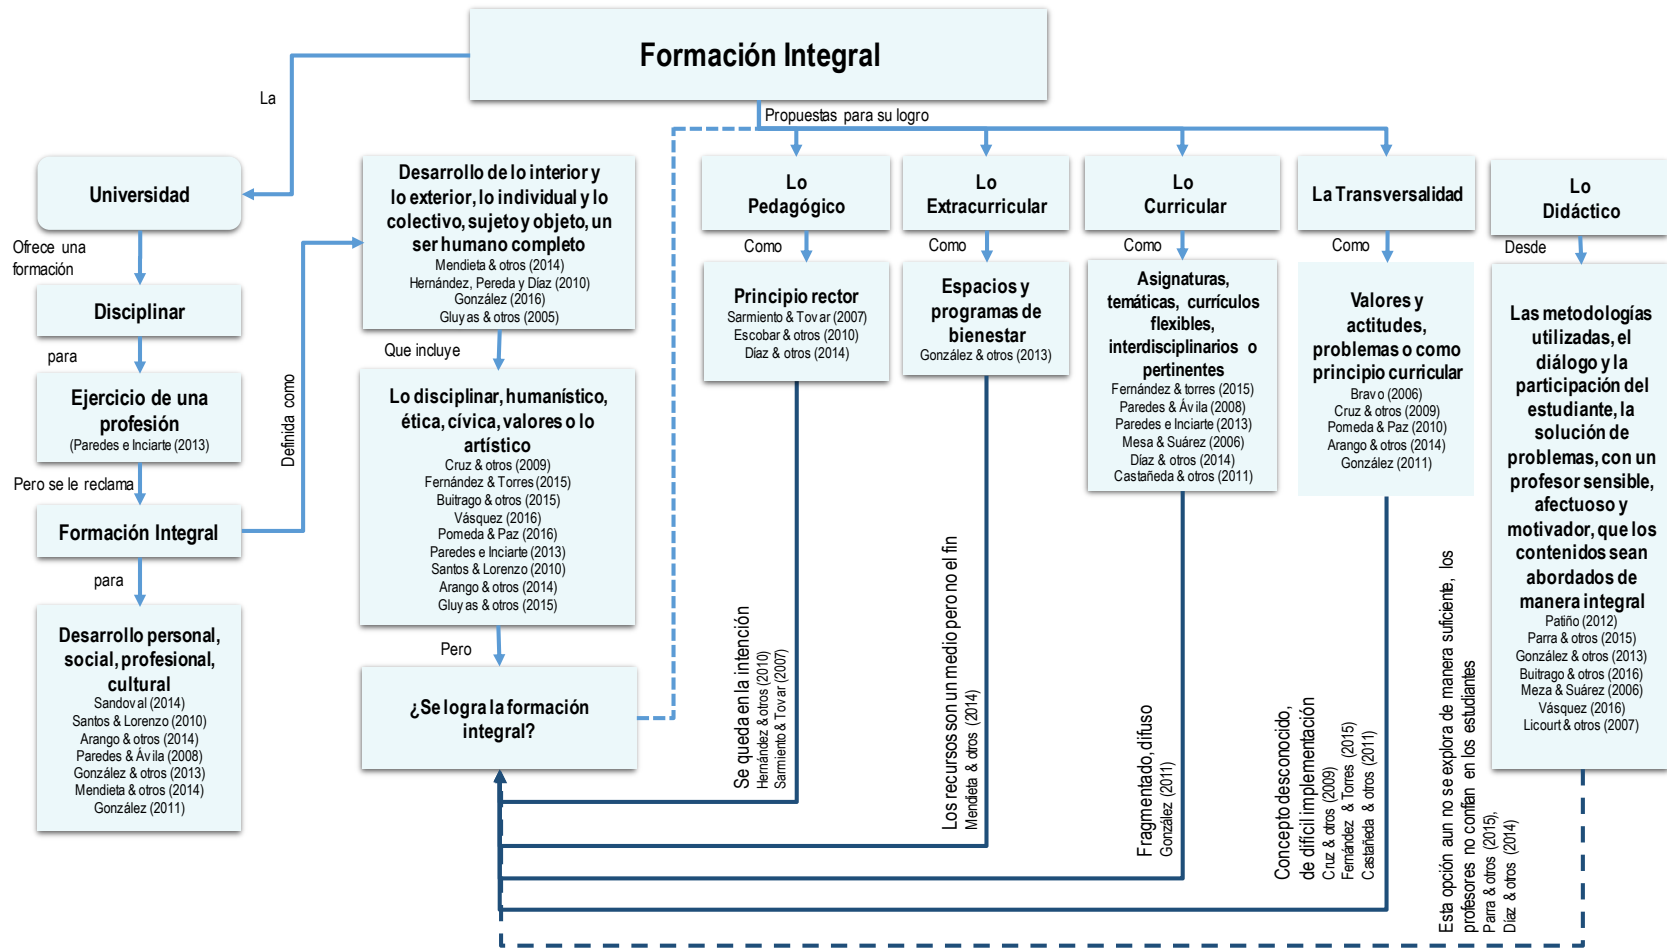 Formación Integral
La
Propuestas para su logro
Universidad
Ofrece una
formación
Disciplinar
para
Ejercicio de una
profesión
(Paredes e Inciarte (2013)
Pero se le reclama
Formación Integral
para
Desarrollo personal,
social, profesional,
cultural
Sandoval (2014)
Santos & Lorenzo (2010)
Arango & otros (2014)
Paredes & Ávila (2008)
González & otros (2013)
Mendieta & otros (2014)
González (2011)
Definida como
Desarrollo de lo interior y
lo exterior, lo individual y lo
colectivo, sujeto y objeto, un
ser humano completo
Mendieta & otros (2014)
Hernández, Pereda y Díaz (2010)
González (2016)
Gluyas & otros (2005)
Que incluye
Lo disciplinar, humanístico,
ética, cívica, valores o lo
artístico
Cruz & otros (2009)
Fernández & Torres (2015)
Buitrago & otros (2015)
Vásquez (2016)
Pomeda & Paz (2016)
Paredes e Inciarte (2013)
Santos & Lorenzo (2010)
Arango & otros (2014)
Gluyas & otros (2015)
Pero
¿Se logra la formación
integral?
Lo
Pedagógico
Como
Principio rector
Sarmiento & Tovar (2007)
Escobar & otros (2010)
Díaz & otros (2014)
Se queda en la intención
Hernández & otros (2010)
Sarmiento & Tovar (2007)
Lo
Extracurricular
Como
Espacios y
programas de
bienestar
González & otros (2013)
Los recursos son un medio pero no el fin
Mendieta & otros (2014)
Lo
Curricular
Como
Asignaturas,
temáticas, currículos
flexibles,
interdisciplinarios o
pertinentes
Fernández & torres (2015)
Paredes & Ávila (2008)
Paredes e Inciarte (2013)
Mesa & Suárez (2006)
Díaz & otros (2014)
Castañeda & otros (2011)
Fragmentado, difuso
González (2011)
La Transversalidad
Como
Valores y
actitudes,
problemas o como
principio curricular
Bravo (2006)
Cruz & otros (2009)
Pomeda & Paz (2010)
Arango & otros (2014)
González (2011)
Concepto desconocido,
de difícil implementación
Cruz & otros (2009)
Fernández & Torres (2015)
Castañeda & otros (2011)
Lo
Didáctico
Desde
Las metodologías
utilizadas, el
diálogo y la
participación del
estudiante, la
solución de
problemas, con un
profesor sensible,
afectuoso y
motivador, que los
contenidos sean
abordados de
manera integral
Patiño (2012)
Parra & otros (2015)
González & otros (2013)
Buitrago & otros (2016)
Meza & Suárez (2006)
Vásquez (2016)
Licourt & otros (2007)
Esta opción aun no se explora de manera suficiente, los
profesores no confían en los estudiantes
Parra & otros (2015),
Díaz & otros (2014)